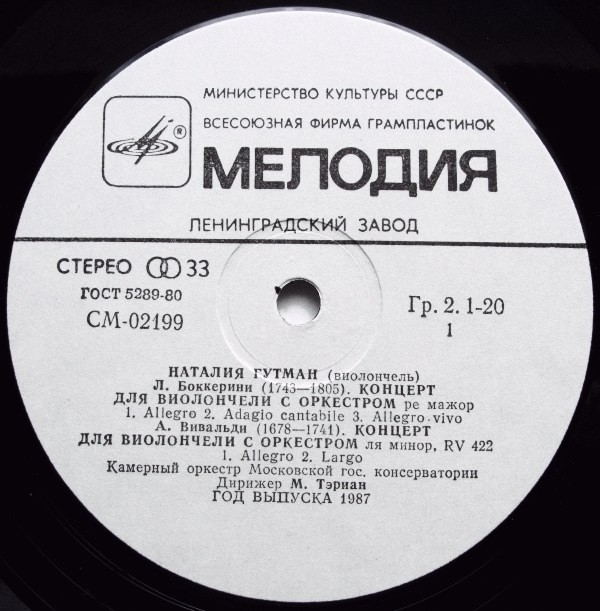 МИНИСТЕРСТВО КУЛЬТУРЫ СССР
ВСЕСОЮЗНАЯ ФИРМА ГРАМПЛАСТИНОК
®
МЕЛОДИЯ
ЛЕНИНГРАДСКИЙ ЗАВОД
СТЕРЕО 33
ГОСТ 5289-80
СМ-02199
Гр. 2. 1-20
1
НАТАЛИЯ ГУТМАН (виолончель)
Л. Боккерини (1743—1805). КОНЦЕРТ
ДЛЯ ВИОЛОНЧЕЛИ С ОРКЕСТРОМ ре мажор
1. Allegro 2. Adagio cantabile 3. Allegro vivo
А. Вивальди (1678—1741). КОНЦЕРТ
ДЛЯ ВИОЛОНЧЕЛИ С ОРКЕСТРОМ ля минор, RV 422
1. Allegro 2. Largo
Камерный оркестр Московской гос. консерватории
Дирижер М. Тэриан
ГОД ВЫПУСКА 1987